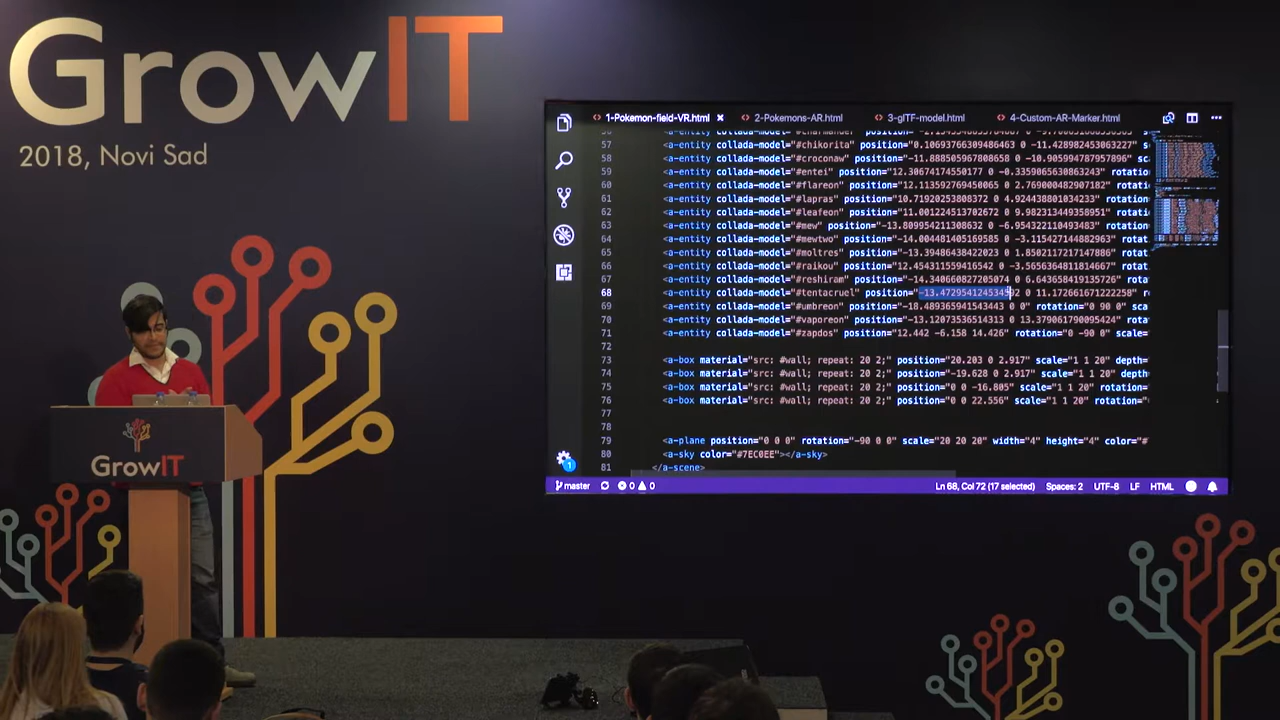 GrowIT
2018, Novi Sad
GrowIT
1-Pokemon-field-VR.html × 2-Pokemons-AR.html 3-glTF-model.html 4-Custom-AR-Marker.html
57 <a-entity collada-model="#chikorita" position="0.10693766309486463 0 -11.428982453063227" sc
58 <a-entity collada-model="#croconaw" position="-11.888505967808658 0 -10.905994787957896" sc
59 <a-entity collada-model="#entei" position="12.30674174550177 0 -0.3359065630863243" rotatio
60 <a-entity collada-model="#flareon" position="12.113592769450065 0 2.769000482907182" rotati
61 <a-entity collada-model="#lapras" position="10.71920253808372 0 4.924438801034233" rotation
62 <a-entity collada-model="#leafeon" position="11.001224513702672 0 9.982313449358951" rotati
63 <a-entity collada-model="#mew" position="-13.809954211308632 0 -6.954322110493483" rotation
64 <a-entity collada-model="#mewtwo" position="-14.004481405169585 0 -3.115427144882963" rotat
65 <a-entity collada-model="#moltres" position="-13.39486438422023 0 1.8502117217147886" rotat
66 <a-entity collada-model="#raikou" position="12.454311559416542 0 -3.5656364811814667" rotat
67 <a-entity collada-model="#reshiram" position="-14.340660827205074 0 6.643658419135726" rota
68 <a-entity collada-model="#tentacruel" position="-13.472954124534592 0 11.172661671222258" r
69 <a-entity collada-model="#umbreon" position="-18.489365941543443 0 0" rotation="0 90 0" sca
70 <a-entity collada-model="#vaporeon" position="-13.12073536514313 0 13.379061790095424" rota
71 <a-entity collada-model="#zapdos" position="12.442 -6.158 14.426" rotation="0 -90 0" scale=
72
73 <a-box material="src: #wall; repeat: 20 2;" position="20.203 0 2.917" scale="1 1 20" depth=
74 <a-box material="src: #wall; repeat: 20 2;" position="-19.628 0 2.917" scale="1 1 20" depth
75 <a-box material="src: #wall; repeat: 20 2;" position="0 0 -16.805" scale="1 1 20" rotation=
76 <a-box material="src: #wall; repeat: 20 2;" position="0 0 22.556" scale="1 1 20" rotation="
77
78
79 <a-plane position="0 0 0" rotation="-90 0 0" scale="20 20 20" width="4" height="4" color="#
80 <a-sky color="#7EC0EE"></a-sky>
81 </a-scene>
1
master 0 0 Ln 68, Col 72 (17 selected) Spaces: 2 UTF-8 LF HTML